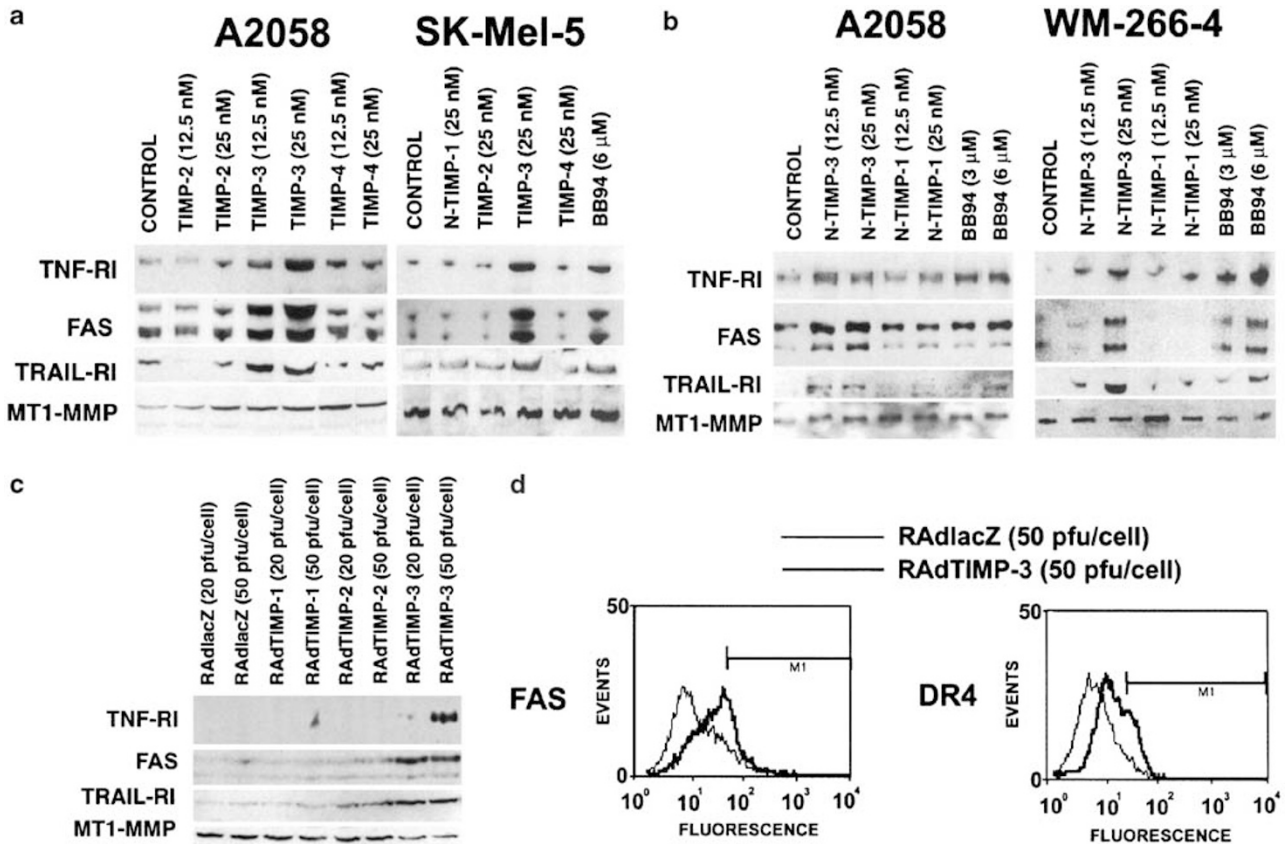 a
A2058
SK-Mel-5
CONTROL
TIMP-2 (12.5 nM)
TIMP-2 (25 nM)
TIMP-3 (12.5 nM)
TIMP-3 (25 nM)
TIMP-4 (12.5 nM)
TIMP-4 (25 nM)
CONTROL
N-TIMP-1 (25 nM)
TIMP-2 (25 nM)
TIMP-3 (25 nM)
TIMP-4 (25 nM)
BB94 (6 µM)
TNF-RI
FAS
TRAIL-RI
MT1-MMP
b
A2058
WM-266-4
CONTROL
N-TIMP-3 (12.5 nM)
N-TIMP-3 (25 nM)
N-TIMP-1 (12.5 nM)
N-TIMP-1 (25 nM)
BB94 (3 µM)
BB94 (6 µM)
CONTROL
N-TIMP-3 (12.5 nM)
N-TIMP-3 (25 nM)
N-TIMP-1 (12.5 nM)
N-TIMP-1 (25 nM)
BB94 (3 µM)
BB94 (6 µM)
TNF-RI
FAS
TRAIL-RI
MT1-MMP
c
RAdlacZ (20 pfu/cell)
RAdlacZ (50 pfu/cell)
RAdTIMP-1 (20 pfu/cell)
RAdTIMP-1 (50 pfu/cell)
RAdTIMP-2 (20 pfu/cell)
RAdTIMP-2 (50 pfu/cell)
RAdTIMP-3 (20 pfu/cell)
RAdTIMP-3 (50 pfu/cell)
TNF-RI
FAS
TRAIL-RI
MT1-MMP
d
RAdlacZ (50 pfu/cell)
RAdTIMP-3 (50 pfu/cell)
FAS
EVENTS
50
0
M1
10⁰ 10¹ 10² 10³ 10⁴
FLUORESCENCE
DR4
EVENTS
50
0
M1
10⁰ 10¹ 10² 10³ 10⁴
FLUORESCENCE